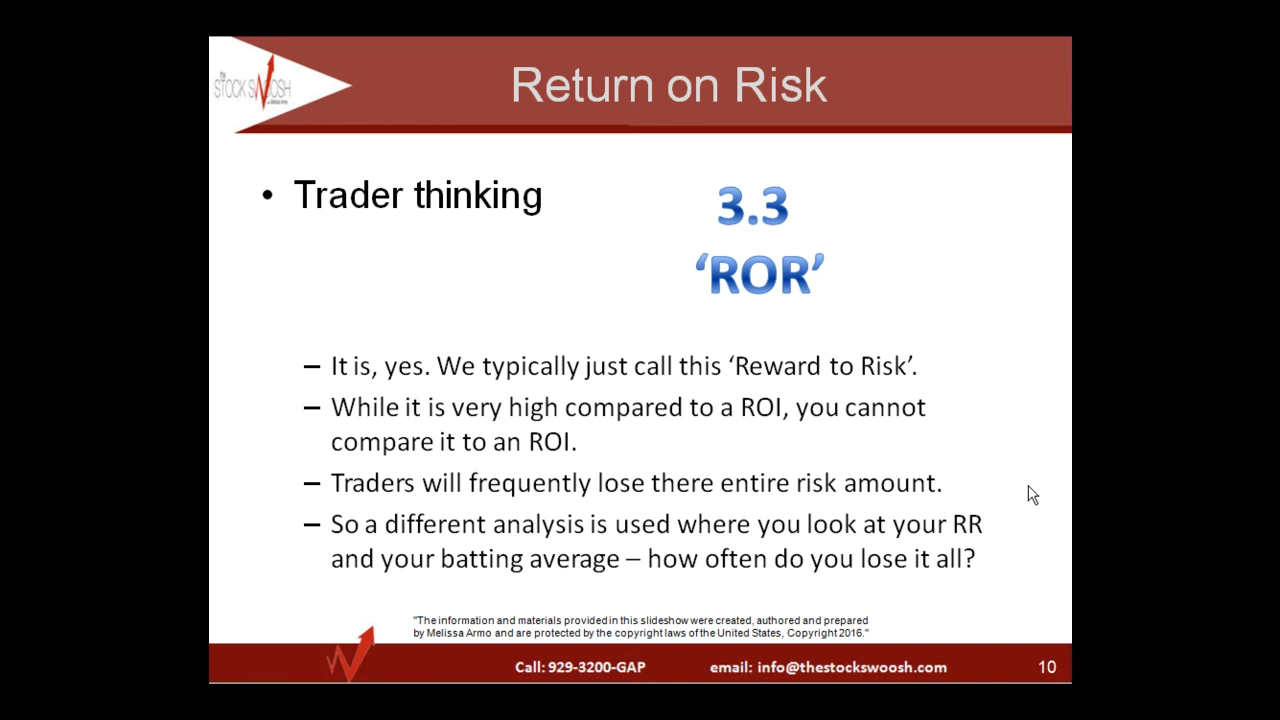 the
STOCK SWOOSH
Return on Risk
• Trader thinking
3.3
‘ROR’
– It is, yes. We typically just call this ‘Reward to Risk’.
– While it is very high compared to a ROI, you cannot
compare it to an ROI.
– Traders will frequently lose there entire risk amount.
– So a different analysis is used where you look at your RR
and your batting average – how often do you lose it all?
"The information and materials provided in this slideshow were created, authored and prepared
by Melissa Armo and are protected by the copyright laws of the United States, Copyright 2016."
Call: 929-3200-GAP
email: info@thestockswoosh.com
10